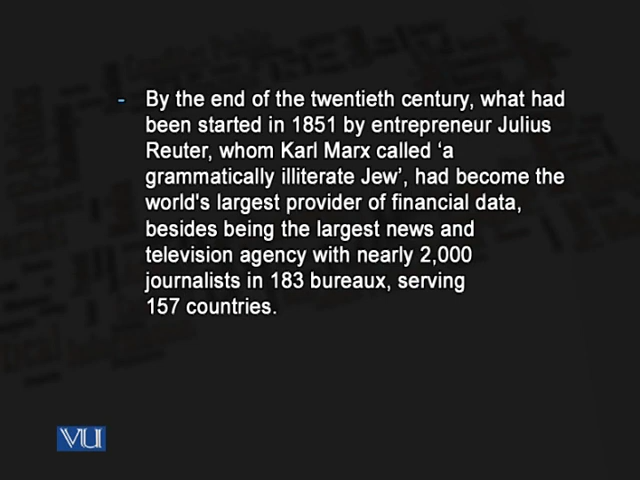 - By the end of the twentieth century, what had
been started in 1851 by entrepreneur Julius
Reuter, whom Karl Marx called ‘a
grammatically illiterate Jew’, had become the
world's largest provider of financial data,
besides being the largest news and
television agency with nearly 2,000
journalists in 183 bureaux, serving
157 countries.
VU